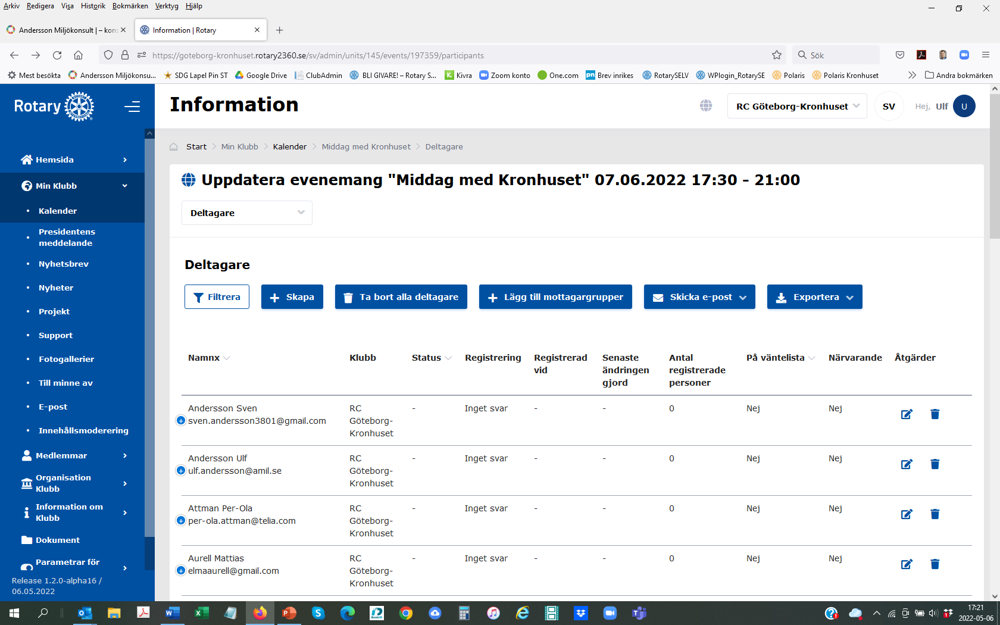 Arkiv Redigera Visa Historik Bokmärken Verktyg Hjälp
Andersson Miljökonsult | – kons
Information | Rotary
https://goteborg-kronhuset.rotary2360.se/sv/admin/units/145/events/197359/participants
Sök
Mest besökta Andersson Miljökonsu... SDG Lapel Pin ST Google Drive ClubAdmin BLI GIVARE! – Rotary S... Kivra Zoom konto One.com Brev inrikes RotarySELV WPlogin_RotarySE Polaris Polaris Kronhuset Andra bokmärken
Rotary
Hemsida
Min Klubb
Kalender
Presidentens
meddelande
Nyhetsbrev
Nyheter
Projekt
Support
Fotogallerier
Till minne av
E-post
Innehållsmoderering
Medlemmar
Organisation
Klubb
Information om
Klubb
Dokument
Parametrar för
Release 1.2.0-alpha16 /
06.05.2022
Information
RC Göteborg-Kronhuset
SV
Hej, Ulf
U
Start > Min Klubb > Kalender > Middag med Kronhuset > Deltagare
Uppdatera evenemang "Middag med Kronhuset" 07.06.2022 17:30 - 21:00
Deltagare
Deltagare
Filtrera
Skapa
Ta bort alla deltagare
Lägg till mottagargrupper
Skicka e-post
Exportera
Namnx
Klubb
Status
Registrering
Registrerad
vid
Senaste
ändringen
gjord
Antal
registrerade
personer
På väntelista
Närvarande
Åtgärder
Andersson Sven
sven.andersson3801@gmail.com
RC
Göteborg-
Kronhuset
-
Inget svar
-
-
0
Nej
Nej
Andersson Ulf
ulf.andersson@amil.se
RC
Göteborg-
Kronhuset
-
Inget svar
-
-
0
Nej
Nej
Attman Per-Ola
per-ola.attman@telia.com
RC
Göteborg-
Kronhuset
-
Inget svar
-
-
0
Nej
Nej
Aurell Mattias
elmaaurell@gmail.com
RC
Göteborg-
Kronhuset
-
Inget svar
-
-
0
Nej
Nej
17:21
2022-05-06